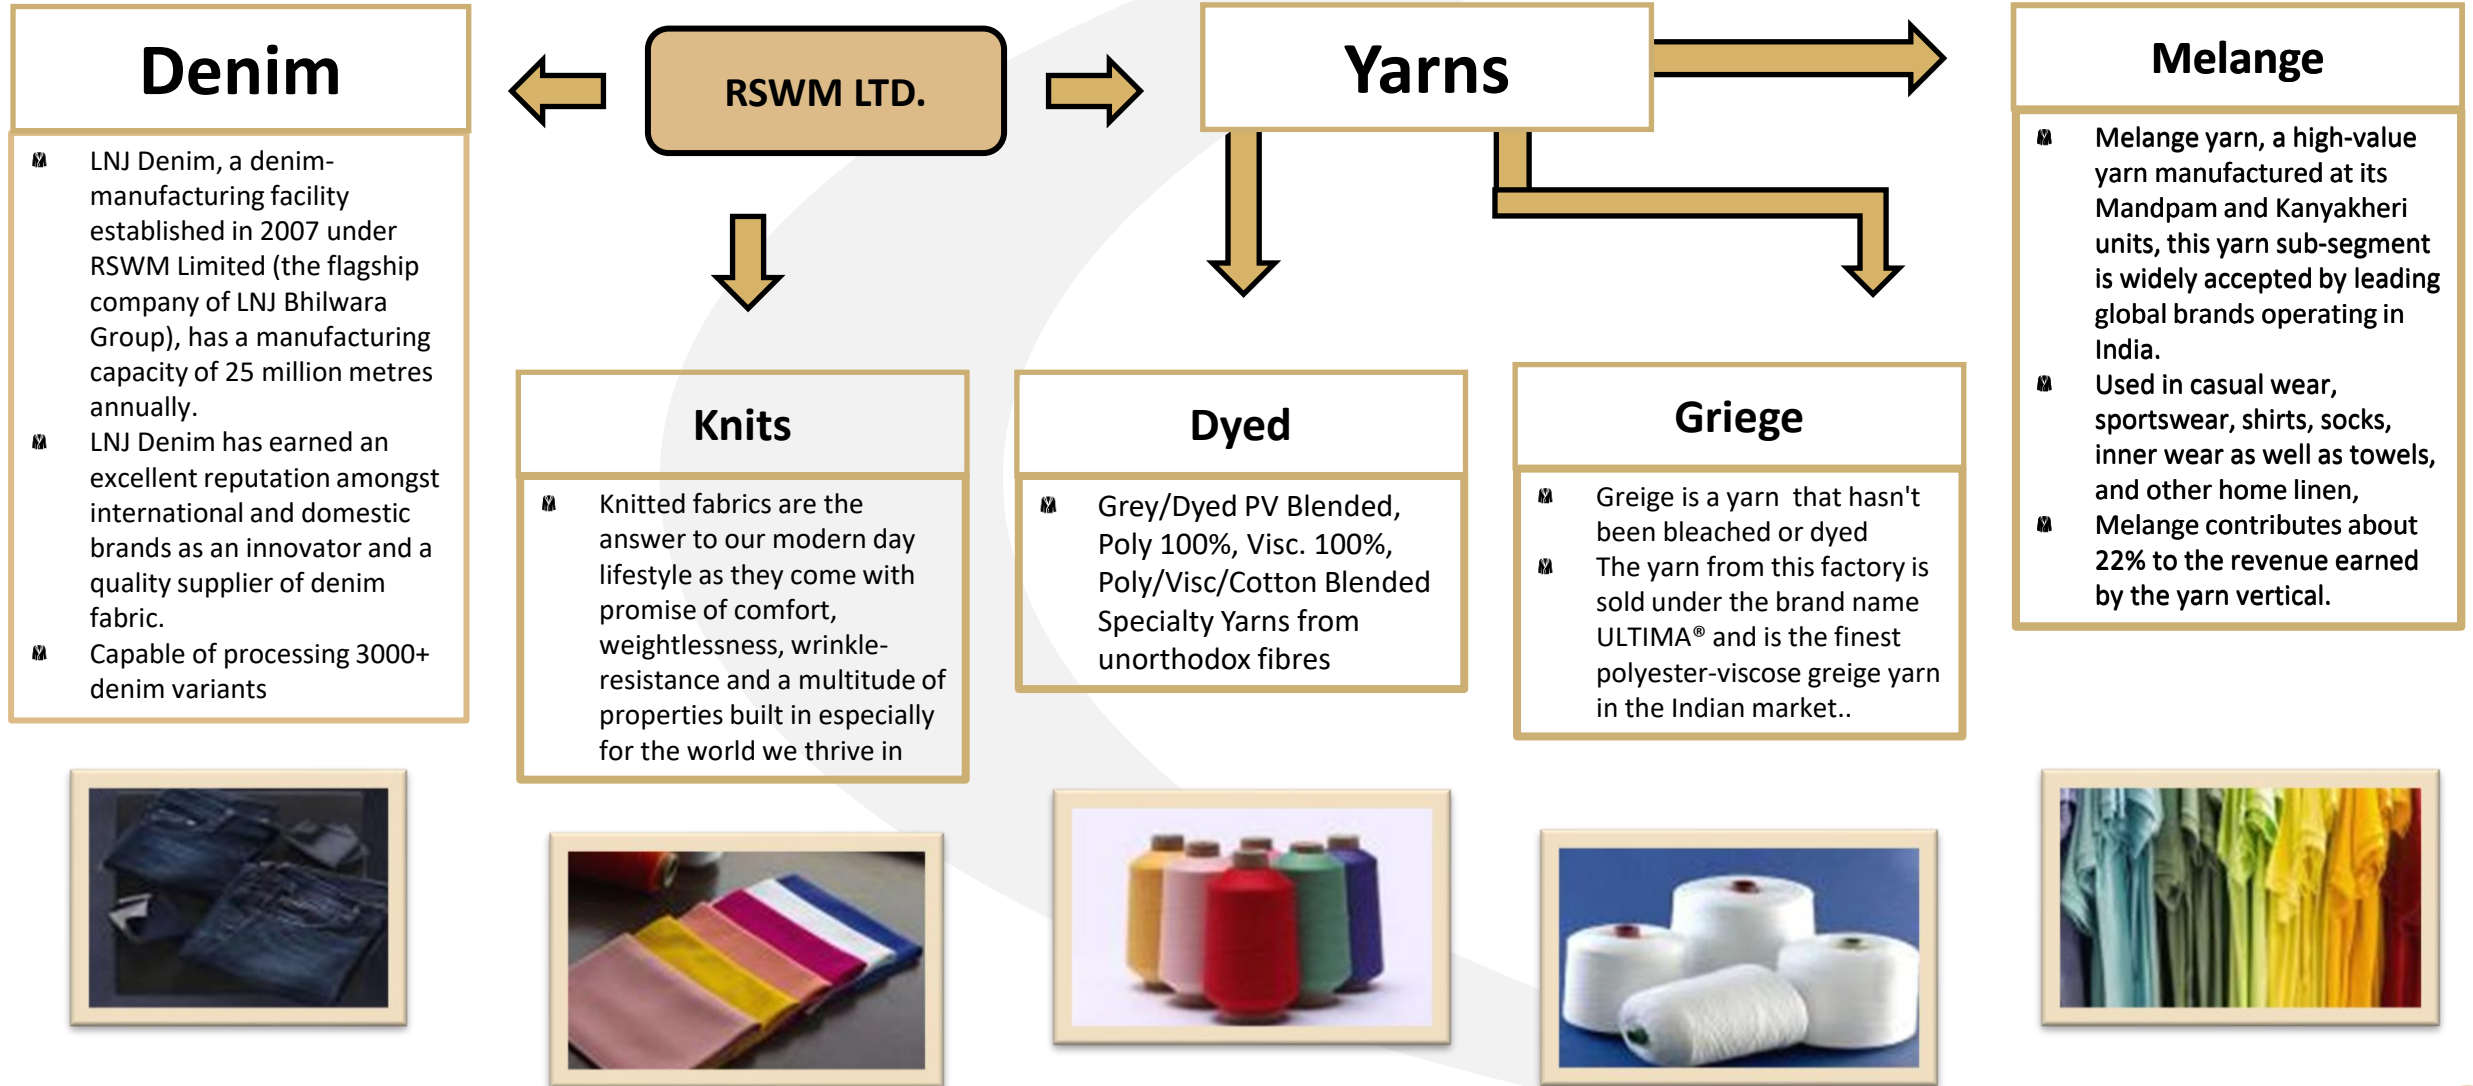 Denim
LNJ Denim, a denim-
manufacturing facility
established in 2007 under
RSWM Limited (the flagship
company of LNJ Bhilwara
Group), has a manufacturing
capacity of 25 million metres
annually.
LNJ Denim has earned an
excellent reputation amongst
international and domestic
brands as an innovator and a
quality supplier of denim
fabric.
Capable of processing 3000+
denim variants
RSWM LTD.
Knits
Knitted fabrics are the
answer to our modern day
lifestyle as they come with
promise of comfort,
weightlessness, wrinkle-
resistance and a multitude of
properties built in especially
for the world we thrive in
Yarns
Dyed
Grey/Dyed PV Blended,
Poly 100%, Visc. 100%,
Poly/Visc/Cotton Blended
Specialty Yarns from
unorthodox fibres
Griege
Greige is a yarn that hasn't
been bleached or dyed
The yarn from this factory is
sold under the brand name
ULTIMA® and is the finest
polyester-viscose greige yarn
in the Indian market..
Melange
Melange yarn, a high-value
yarn manufactured at its
Mandpam and Kanyakheri
units, this yarn sub-segment
is widely accepted by leading
global brands operating in
India.
Used in casual wear,
sportswear, shirts, socks,
inner wear as well as towels,
and other home linen,
Melange contributes about
22% to the revenue earned
by the yarn vertical.